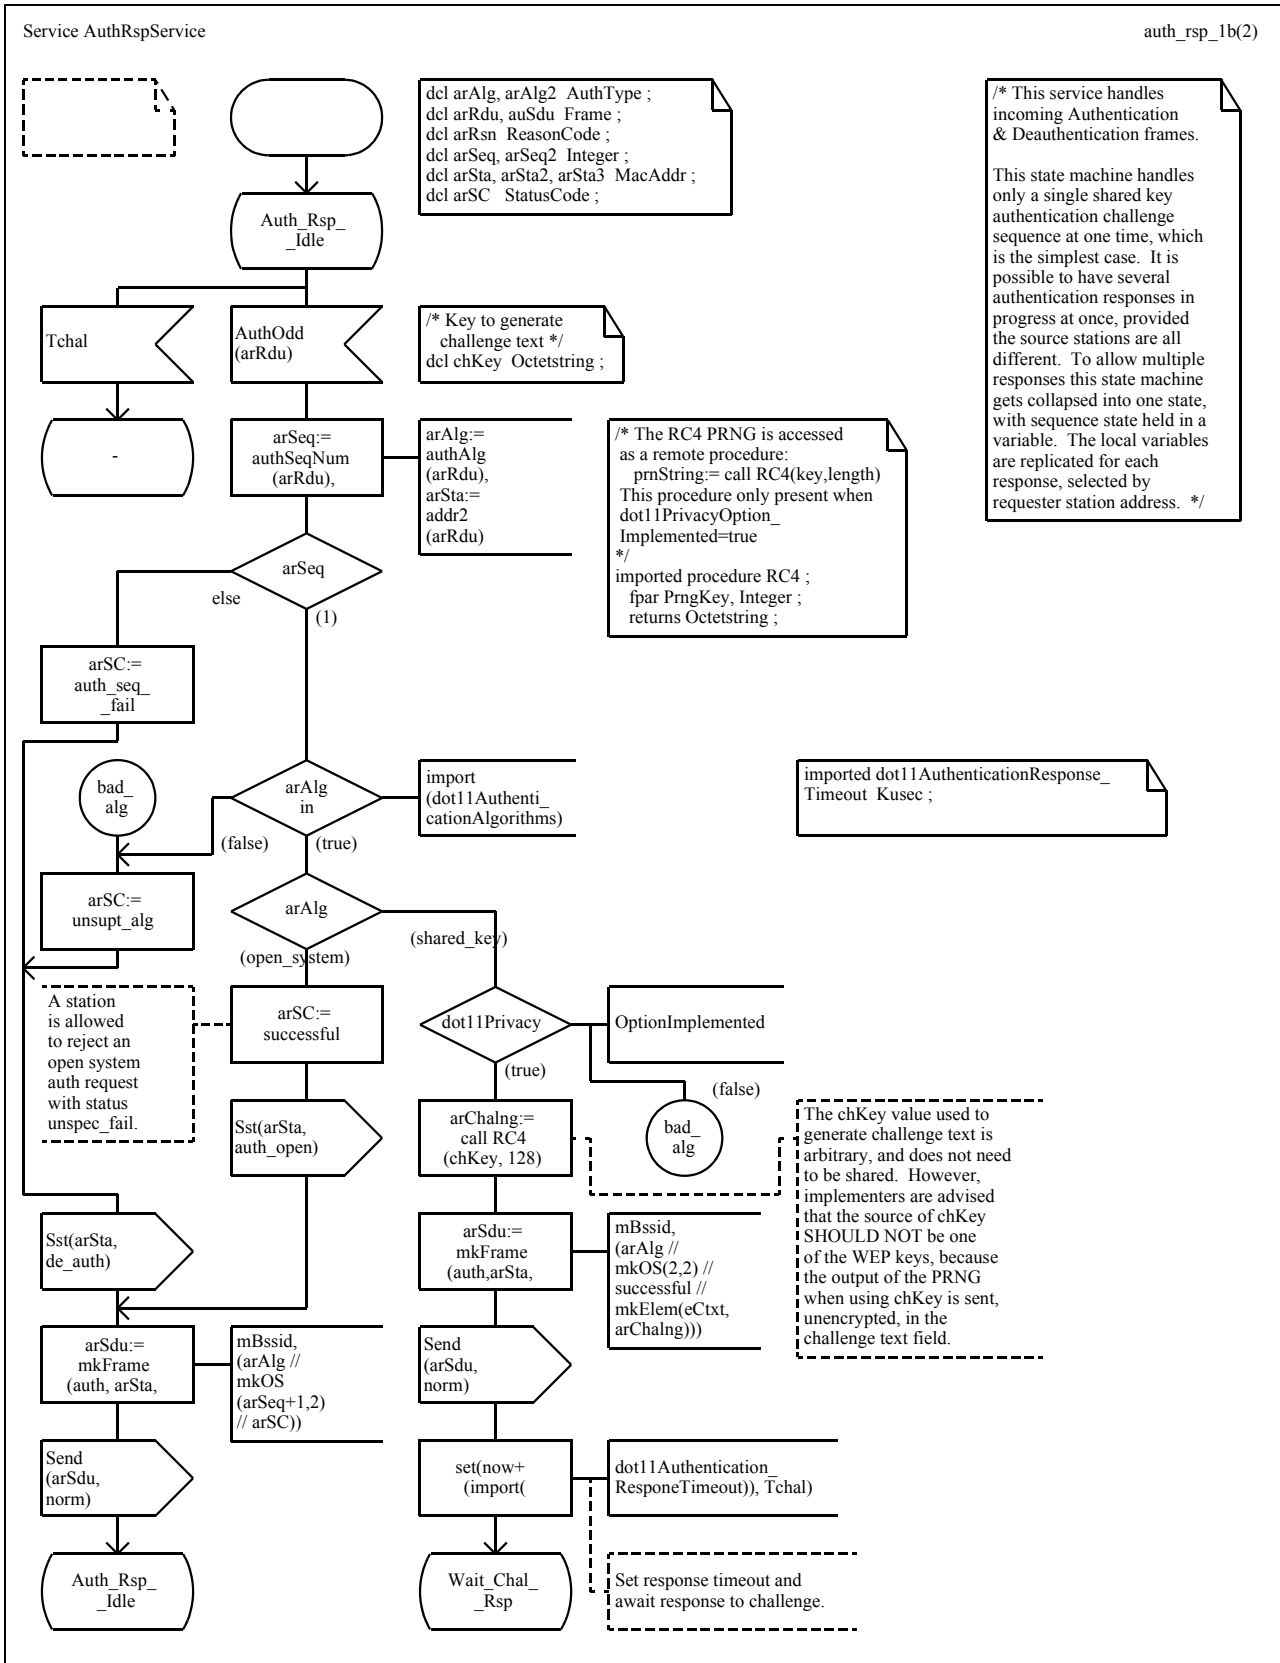 Service AuthRspService
auth_rsp_1b(2)
dcl arAlg, arAlg2  AuthType ;
dcl arRdu, auSdu  Frame ;
dcl arRsn  ReasonCode ;
dcl arSeq, arSeq2  Integer ;
dcl arSta, arSta2, arSta3  MacAddr ;
dcl arSC   StatusCode ;
/* This service handles
incoming Authentication
& Deauthentication frames.
This state machine handles
only a single shared key
authentication challenge
sequence at one time, which
is the simplest case.  It is
possible to have several
authentication responses in
progress at once, provided
the source stations are all
different.  To allow multiple
responses this state machine
gets collapsed into one state,
with sequence state held in a
variable.  The local variables
are replicated for each
response, selected by
requester station address.  */
Auth_Rsp_
_Idle
Tchal
AuthOdd
(arRdu)
/* Key to generate
challenge text */
dcl chKey  Octetstring ;
-
arSeq:=
authSeqNum
(arRdu),
arAlg:=
authAlg
(arRdu),
arSta:=
addr2
(arRdu)
/* The RC4 PRNG is accessed
as a remote procedure:
prnString:= call RC4(key,length)
This procedure only present when
dot11PrivacyOption_
Implemented=true
*/
imported procedure RC4 ;
fpar PrngKey, Integer ;
returns Octetstring ;
arSeq
else
(1)
arSC:=
auth_seq_
_fail
bad_
alg
arAlg
in
import
(dot11Authenti_
cationAlgorithms)
imported dot11AuthenticationResponse_
Timeout  Kusec ;
(false)
(true)
arSC:=
unsupt_alg
arAlg
(shared_key)
(open_system)
A station
is allowed
to reject an
open system
auth request
with status
unspec_fail.
arSC:=
successful
dot11Privacy
OptionImplemented
(true)
(false)
Sst(arSta,
auth_open)
arChalng:=
call RC4
(chKey, 128)
bad_
alg
The chKey value used to
generate challenge text is
arbitrary, and does not need
to be shared.  However,
implementers are advised
that the source of chKey
SHOULD NOT be one
of the WEP keys, because
the output of the PRNG
when using chKey is sent,
unencrypted, in the
challenge text field.
Sst(arSta,
de_auth)
arSdu:=
mkFrame
(auth,arSta,
mBssid,
(arAlg //
mkOS(2,2) //
successful //
mkElem(eCtxt,
arChalng)))
arSdu:=
mkFrame
(auth, arSta,
mBssid,
(arAlg //
mkOS
(arSeq+1,2)
// arSC))
Send
(arSdu,
norm)
Send
(arSdu,
norm)
set(now+
(import(
dot11Authentication_
ResponeTimeout)), Tchal)
Auth_Rsp_
_Idle
Wait_Chal_
_Rsp
Set response timeout and
await response to challenge.